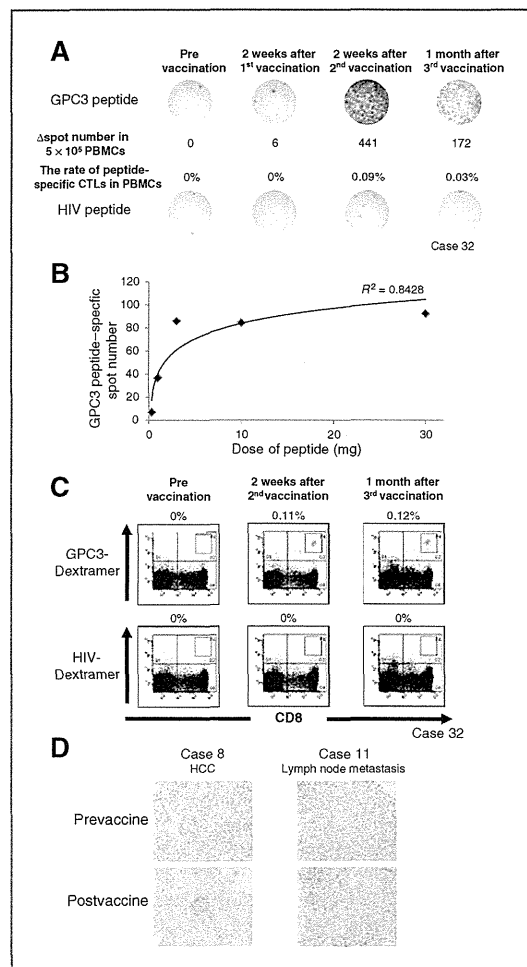 A
Pre vaccination
2 weeks after 1st vaccination
2 weeks after 2nd vaccination
1 month after 3rd vaccination
GPC3 peptide
Δspot number in 5 × 10⁵ PBMCs
0 6 441 172
The rate of peptide-specific CTLs in PBMCs
0% 0% 0.09% 0.03%
HIV peptide
Case 32
B
GPC3 peptide–specfic spot number
120
100
80
60
40
20
0
R² = 0.8428
0 10 20 30
Dose of peptide (mg)
C
Pre vaccination
2 weeks after 2nd vaccination
1 month after 3rd vaccination
0% 0.11% 0.12%
GPC3-Dextramer
0% 0% 0%
HIV-Dextramer
CD8
Case 32
D
Case 8
HCC
Case 11
Lymph node metastasis
Prevaccine
Postvaccine